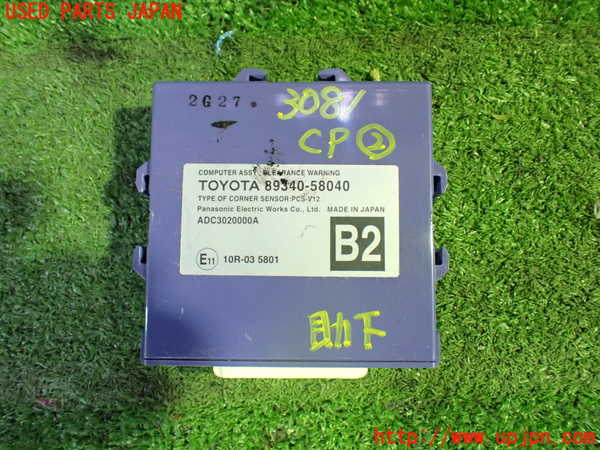 USED PARTS JAPAN
2G27.
3081
CP②
COMPUTER ASSY, CLEARANCE WARNING
TOYOTA 89340-58040
TYPE OF CORNER SENSOR:PCS-V12
Panasonic Electric Works Co., Ltd. MADE IN JAPAN
ADC3020000A
B2
E11 10R-03 5801
助下
http://www.upjpn.com